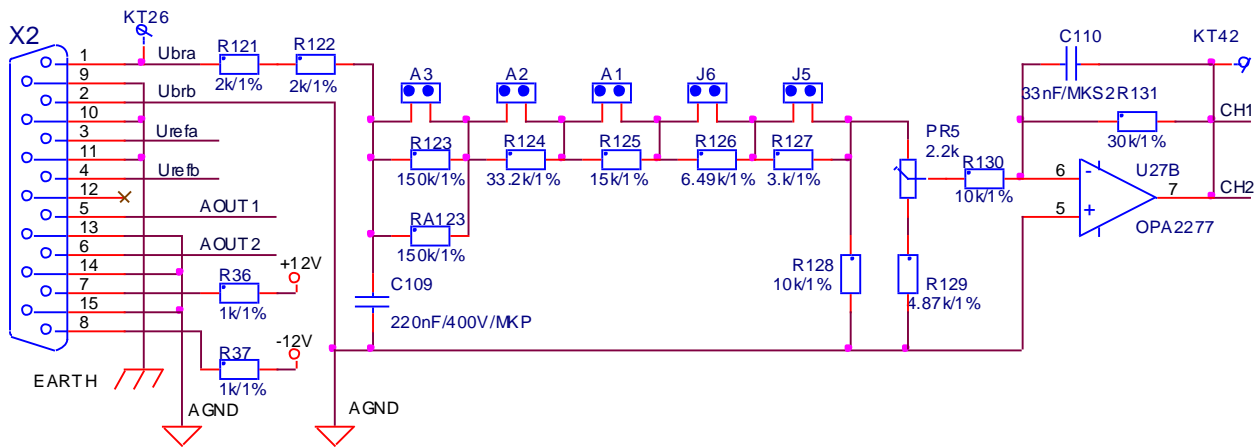 X2
KT26
1
9
2
10
3
11
4
12
5
13
6
14
7
15
8
Ubra
Ubrb
Urefa
Urefb
AOUT1
AOUT2
R121
2k/1%
R122
2k/1%
A3
A2
A1
J6
J5
R123
150k/1%
R124
33.2k/1%
R125
15k/1%
R126
6.49k/1%
R127
3.k/1%
RA123
150k/1%
C109
220nF/400V/MKP
R36
1k/1%
+12V
R37
1k/1%
-12V
EARTH
AGND
AGND
R128
10k/1%
R129
4.87k/1%
PR5
2.2k
R130
10k/1%
C110
33nF/MKS2
R131
30k/1%
KT42
CH1
CH2
6
-
5
+
7
U27B
OPA2277